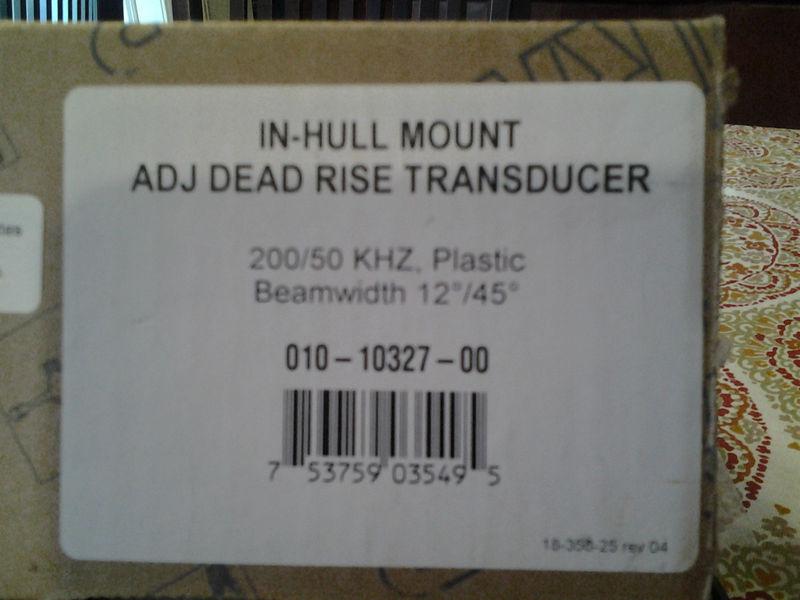 IN-HULL MOUNT
ADJ DEAD RISE TRANSDUCER
200/50 KHZ, Plastic
Beamwidth 12°/45°
010-10327-00
7 53759 03549 5